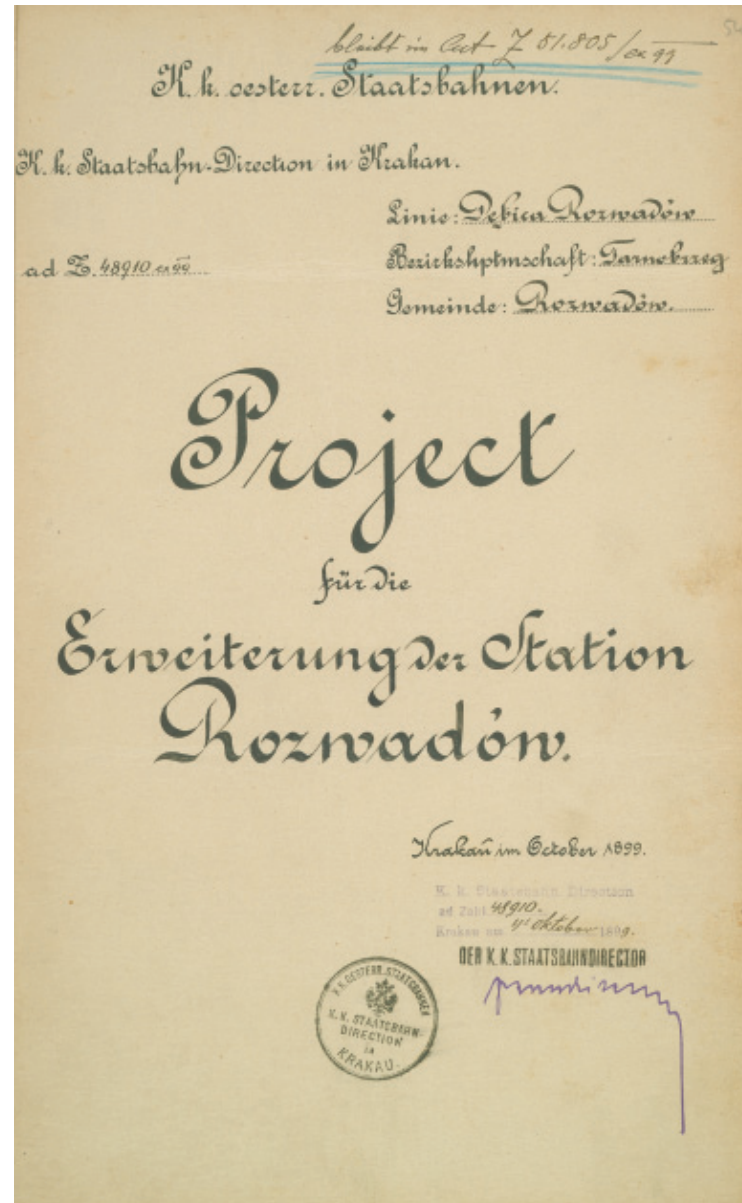 bleibt im Act Z 51.805/ex 99
K. k. oesterr. Staatsbahnen.
K. k. Staatsbahn-Direction in Krakau.
Linie: Dębica Rozwadów
ad Z. 48910 ex 99
Bezirkshptmschaft: Tarnobrzeg
Gemeinde: Rozwadów.
Project
für die
Erweiterung der Station
Rozwadów.
Krakau im October 1899.
K. k. Staatsbahn Direction
ad Zahl 48910.
Krakau am Oktober 1899.
DER K. K. STAATSBAHNDIRECTOR
K.K. OESTERR. STAATSBAHNEN
K. K. STAATSBAHN-
DIRECTION
in
KRAKAU.